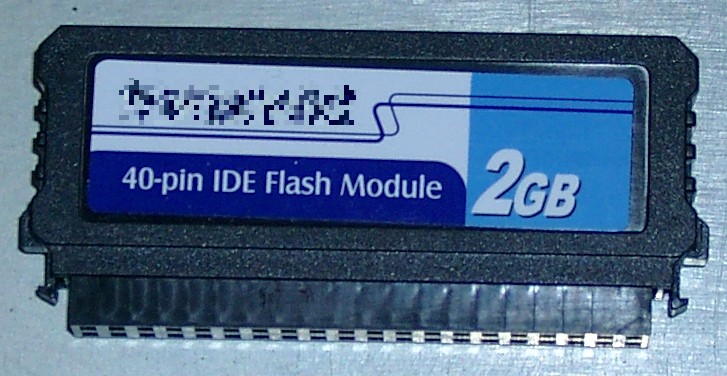 40-pin IDE Flash Module
2GB